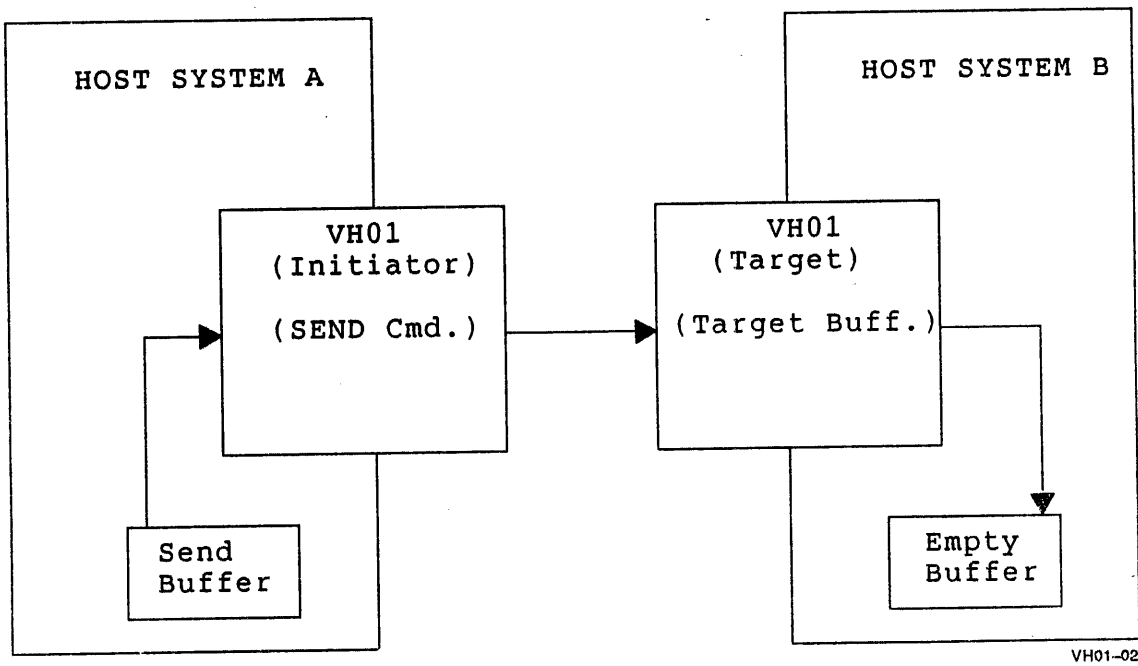 HOST SYSTEM A
HOST SYSTEM B
VH01
(Initiator)
(SEND Cmd.)
VH01
(Target)
(Target Buff.)
Send
Buffer
Empty
Buffer
VH01-02